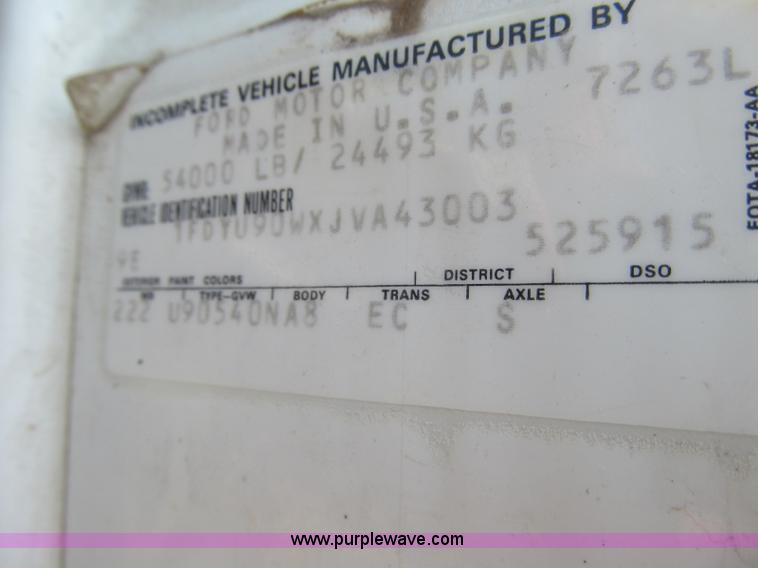 INCOMPLETE VEHICLE MANUFACTURED BY
FORD MOTOR COMPANY 7263L
MADE IN U.S.A.
GVWR: 54000 LB/ 24493 KG
VEHICLE IDENTIFICATION NUMBER
1FDYU90WXJVA43003
9E 525915
EXTERIOR PAINT COLORS DISTRICT DSO
WB TYPE-GVW BODY TRANS AXLE
222 U90540NA8 EC S
FOTA-18173-AA
www.purplewave.com